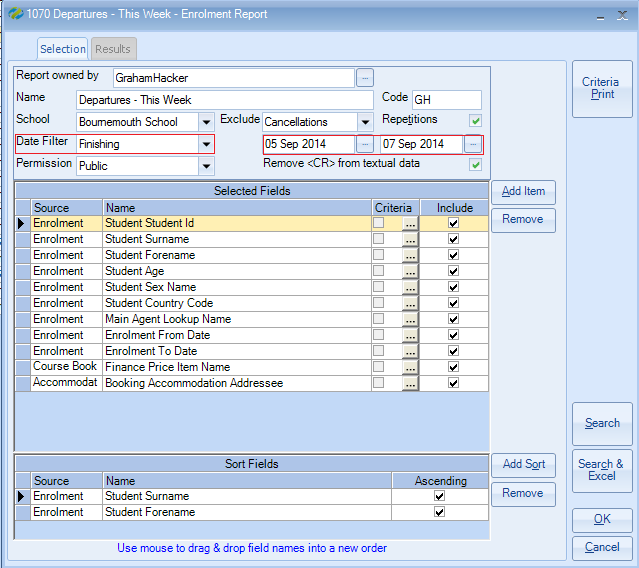 1070 Departures - This Week - Enrolment Report
Selection Results
Report owned by GrahamHacker ...
Name Departures - This Week Code GH
School Bournemouth School Exclude Cancellations Repetitions
Date Filter Finishing 05 Sep 2014 ... 07 Sep 2014 ...
Permission Public Remove <CR> from textual data
Criteria Print
Selected Fields
Source Name Criteria Include
Enrolment Student Student Id ...
Enrolment Student Surname ...
Enrolment Student Forename ...
Enrolment Student Age ...
Enrolment Student Sex Name ...
Enrolment Student Country Code ...
Enrolment Main Agent Lookup Name ...
Enrolment Enrolment From Date ...
Enrolment Enrolment To Date ...
Course Book Finance Price Item Name ...
Accommodat Booking Accommodation Addressee ...
Add Item
Remove
Sort Fields
Source Name Ascending
Enrolment Student Surname
Enrolment Student Forename
Add Sort
Remove
Use mouse to drag & drop field names into a new order
Search
Search & Excel
OK
Cancel